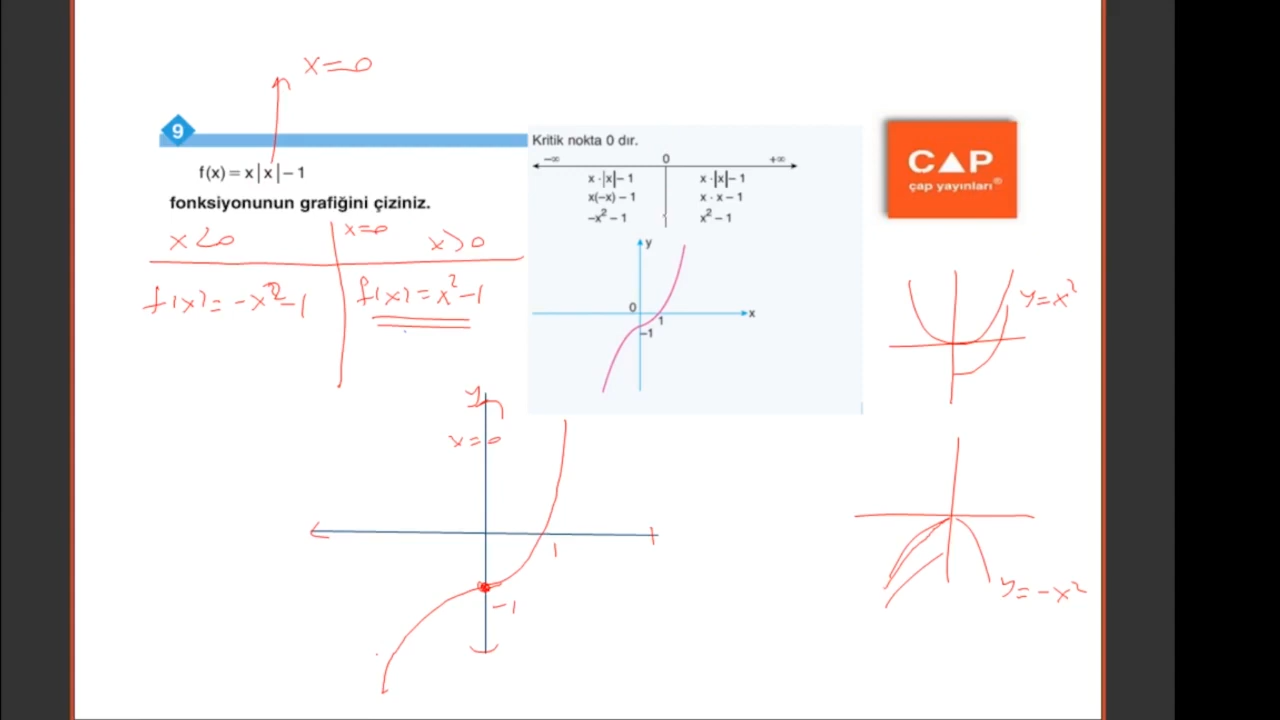 x=0
9
f(x) = x|x| – 1
fonksiyonunun grafiğini çiziniz.
x<0
x=0
x>0
f(x) = -x²-1
f(x) = x²-1
Kritik nokta 0 dır.
–∞ 0 +∞
x·|x| – 1 x·|x| – 1
x(–x) – 1 x·x – 1
–x² – 1 x² – 1
y
0
1
x
–1
CAP
çap yayınları®
y=x²
y
x=0
1
-1
y=-x²